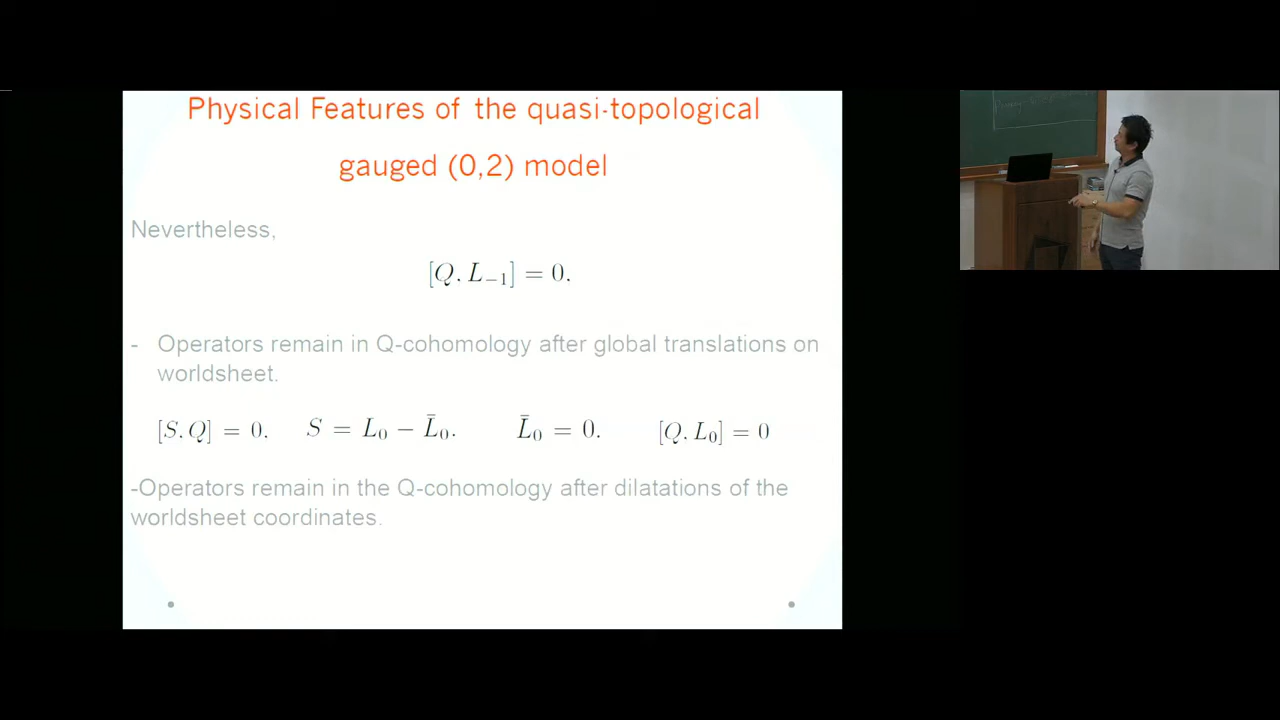 Physical Features of the quasi-topological
gauged (0,2) model
Nevertheless,
[Q. L₋₁] = 0.
- Operators remain in Q-cohomology after global translations on
worldsheet.
[S. Q] = 0. S = L₀ − L̄₀. L̄₀ = 0. [Q. L₀] = 0
-Operators remain in the Q-cohomology after dilatations of the
worldsheet coordinates.